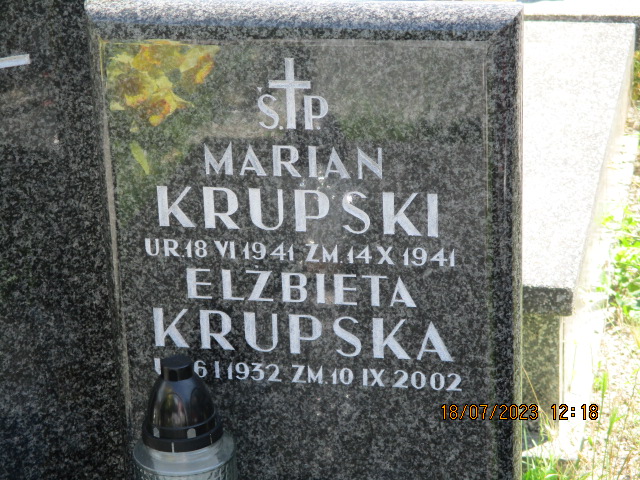 Ś.P.
MARIAN
KRUPSKI
UR.18 VI 1941 ZM.14 X 1941
ELŻBIETA
KRUPSKA
6 I 1932 ZM.10 IX 2002
18/07/2023 12:18